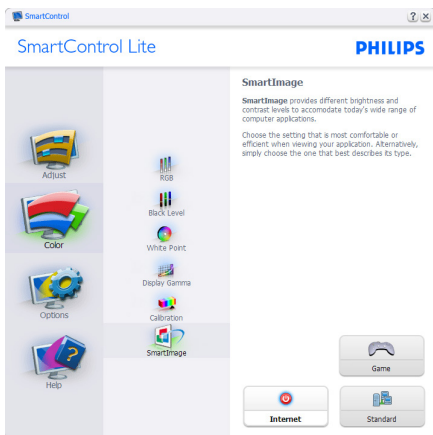 SmartControl
SmartControl Lite
PHILIPS
Adjust
Color
Options
Help
RGB
Black Level
White Point
Display Gamma
Calibration
SmartImage
SmartImage
SmartImage provides different brightness and
contrast levels to accomodate today's wide range of
computer applications.
Choose the setting that is most comfortable or
efficient when viewing your application. Alternatively,
simply choose the one that best describes its type.
Game
Internet
Standard